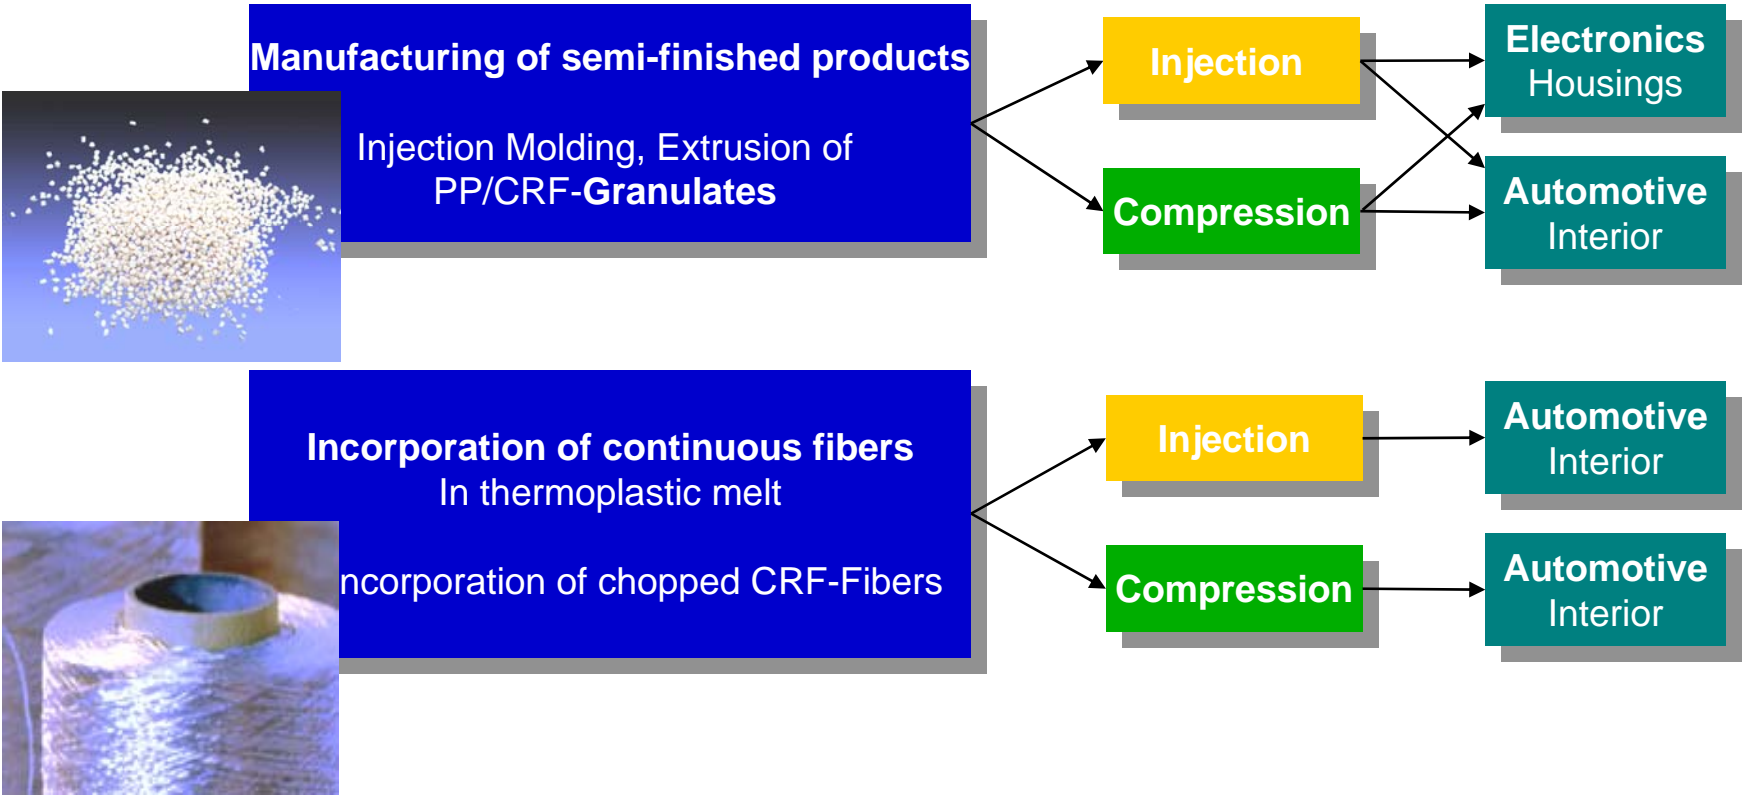 Manufacturing of semi-finished products
Injection Molding, Extrusion of
PP/CRF-Granulates
Injection
Compression
Electronics
Housings
Automotive
Interior
Incorporation of continuous fibers
In thermoplastic melt
ncorporation of chopped CRF-Fibers
Injection
Compression
Automotive
Interior
Automotive
Interior